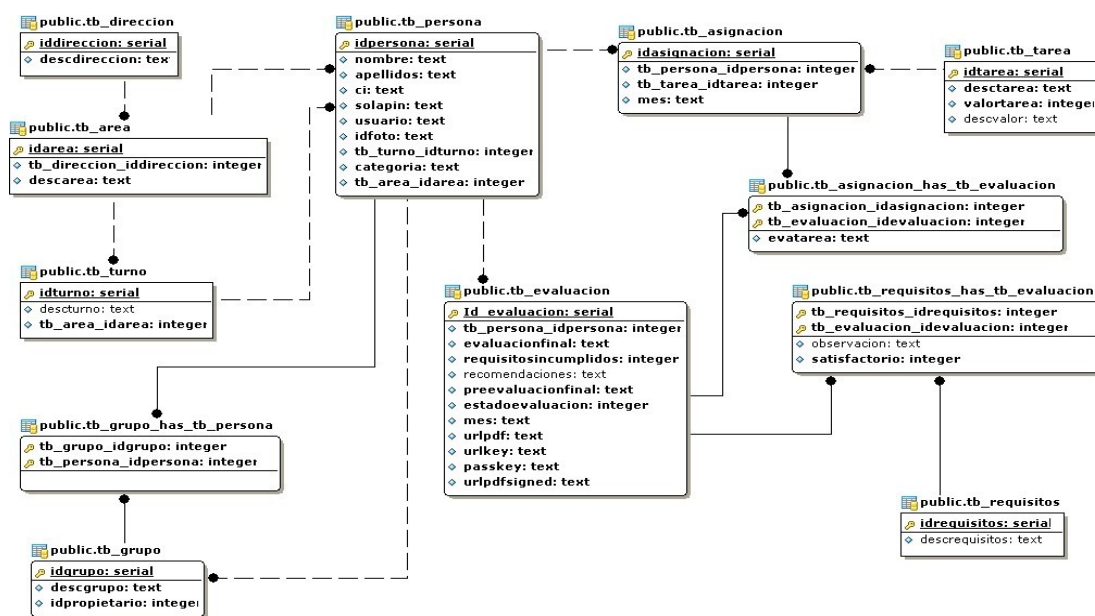 public.tb_direccion
iddireccion: serial
descdireccion: text
public.tb_persona
idpersona: serial
nombre: text
apellidos: text
ci: text
solapin: text
usuario: text
idfoto: text
tb_turno_idturno: integer
categoria: text
tb_area_idarea: integer
public.tb_asignacion
idasignacion: serial
tb_persona_idpersona: integer
tb_tarea_idtarea: integer
mes: text
public.tb_tarea
idtarea: serial
desctarea: text
valortarea: integer
descvalor: text
public.tb_area
idarea: serial
tb_direccion_iddireccion: integer
descarea: text
public.tb_asignacion_has_tb_evaluacion
tb_asignacion_idasignacion: integer
tb_evaluacion_idevaluacion: integer
evatarea: text
public.tb_turno
idturno: serial
descturno: text
tb_area_idarea: integer
public.tb_evaluacion
Id_evaluacion: serial
tb_persona_idpersona: integer
evaluacionfinal: text
requisitosincumplidos: integer
recomendaciones: text
preevaluacionfinal: text
estadoevaluacion: integer
mes: text
urlpdf: text
urlkey: text
passkey: text
urlpdfsigned: text
public.tb_requisitos_has_tb_evaluacion
tb_requisitos_idrequisitos: integer
tb_evaluacion_idevaluacion: integer
observacion: text
satisfactorio: integer
public.tb_grupo_has_tb_persona
tb_grupo_idgrupo: integer
tb_persona_idpersona: integer
public.tb_requisitos
idrequisitos: serial
descrequisitos: text
public.tb_grupo
idgrupo: serial
descgrupo: text
idpropietario: integer